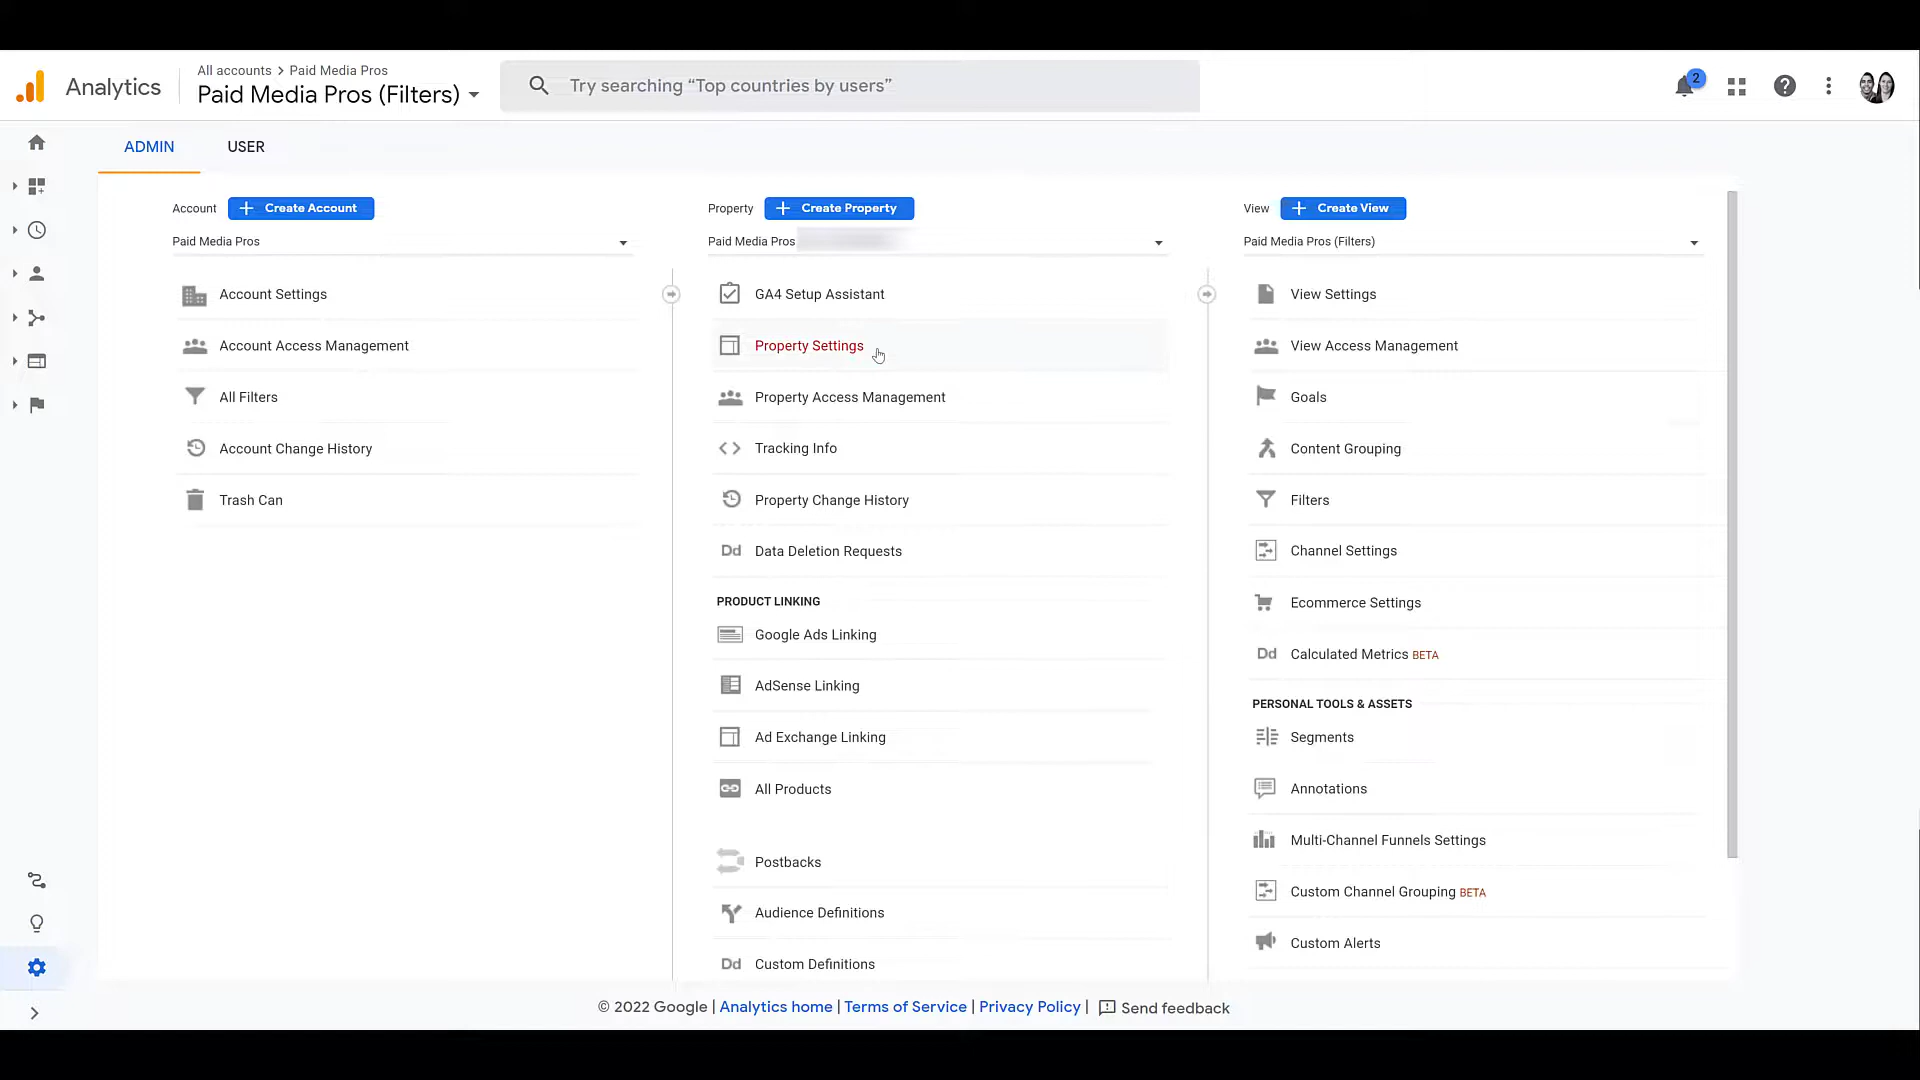 Analytics
All accounts > Paid Media Pros
Paid Media Pros (Filters)
Try searching “Top countries by users”
2
ADMIN
USER
Account
Create Account
Paid Media Pros
Account Settings
Account Access Management
All Filters
Account Change History
Trash Can
Property
Create Property
Paid Media Pros
GA4 Setup Assistant
Property Settings
Property Access Management
Tracking Info
Property Change History
Dd Data Deletion Requests
PRODUCT LINKING
Google Ads Linking
AdSense Linking
Ad Exchange Linking
All Products
Postbacks
Audience Definitions
Dd Custom Definitions
View
Create View
Paid Media Pros (Filters)
View Settings
View Access Management
Goals
Content Grouping
Filters
Channel Settings
Ecommerce Settings
Dd Calculated Metrics BETA
PERSONAL TOOLS & ASSETS
Segments
Annotations
Multi-Channel Funnels Settings
Custom Channel Grouping BETA
Custom Alerts
© 2022 Google | Analytics home | Terms of Service | Privacy Policy | Send feedback